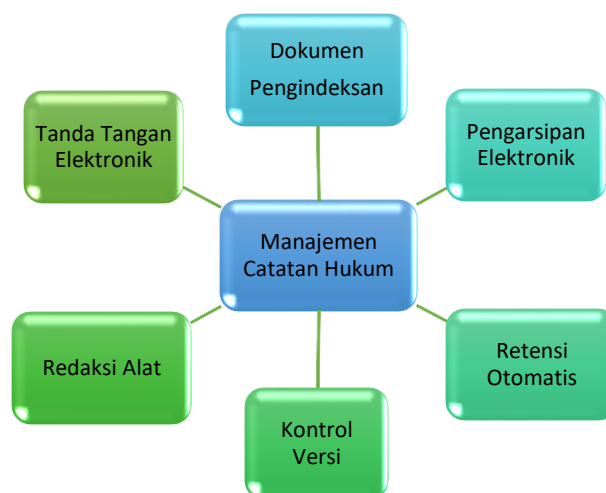 Dokumen
Pengindeksan
Tanda Tangan
Elektronik
Pengarsipan
Elektronik
Manajemen
Catatan Hukum
Redaksi Alat
Retensi
Otomatis
Kontrol
Versi